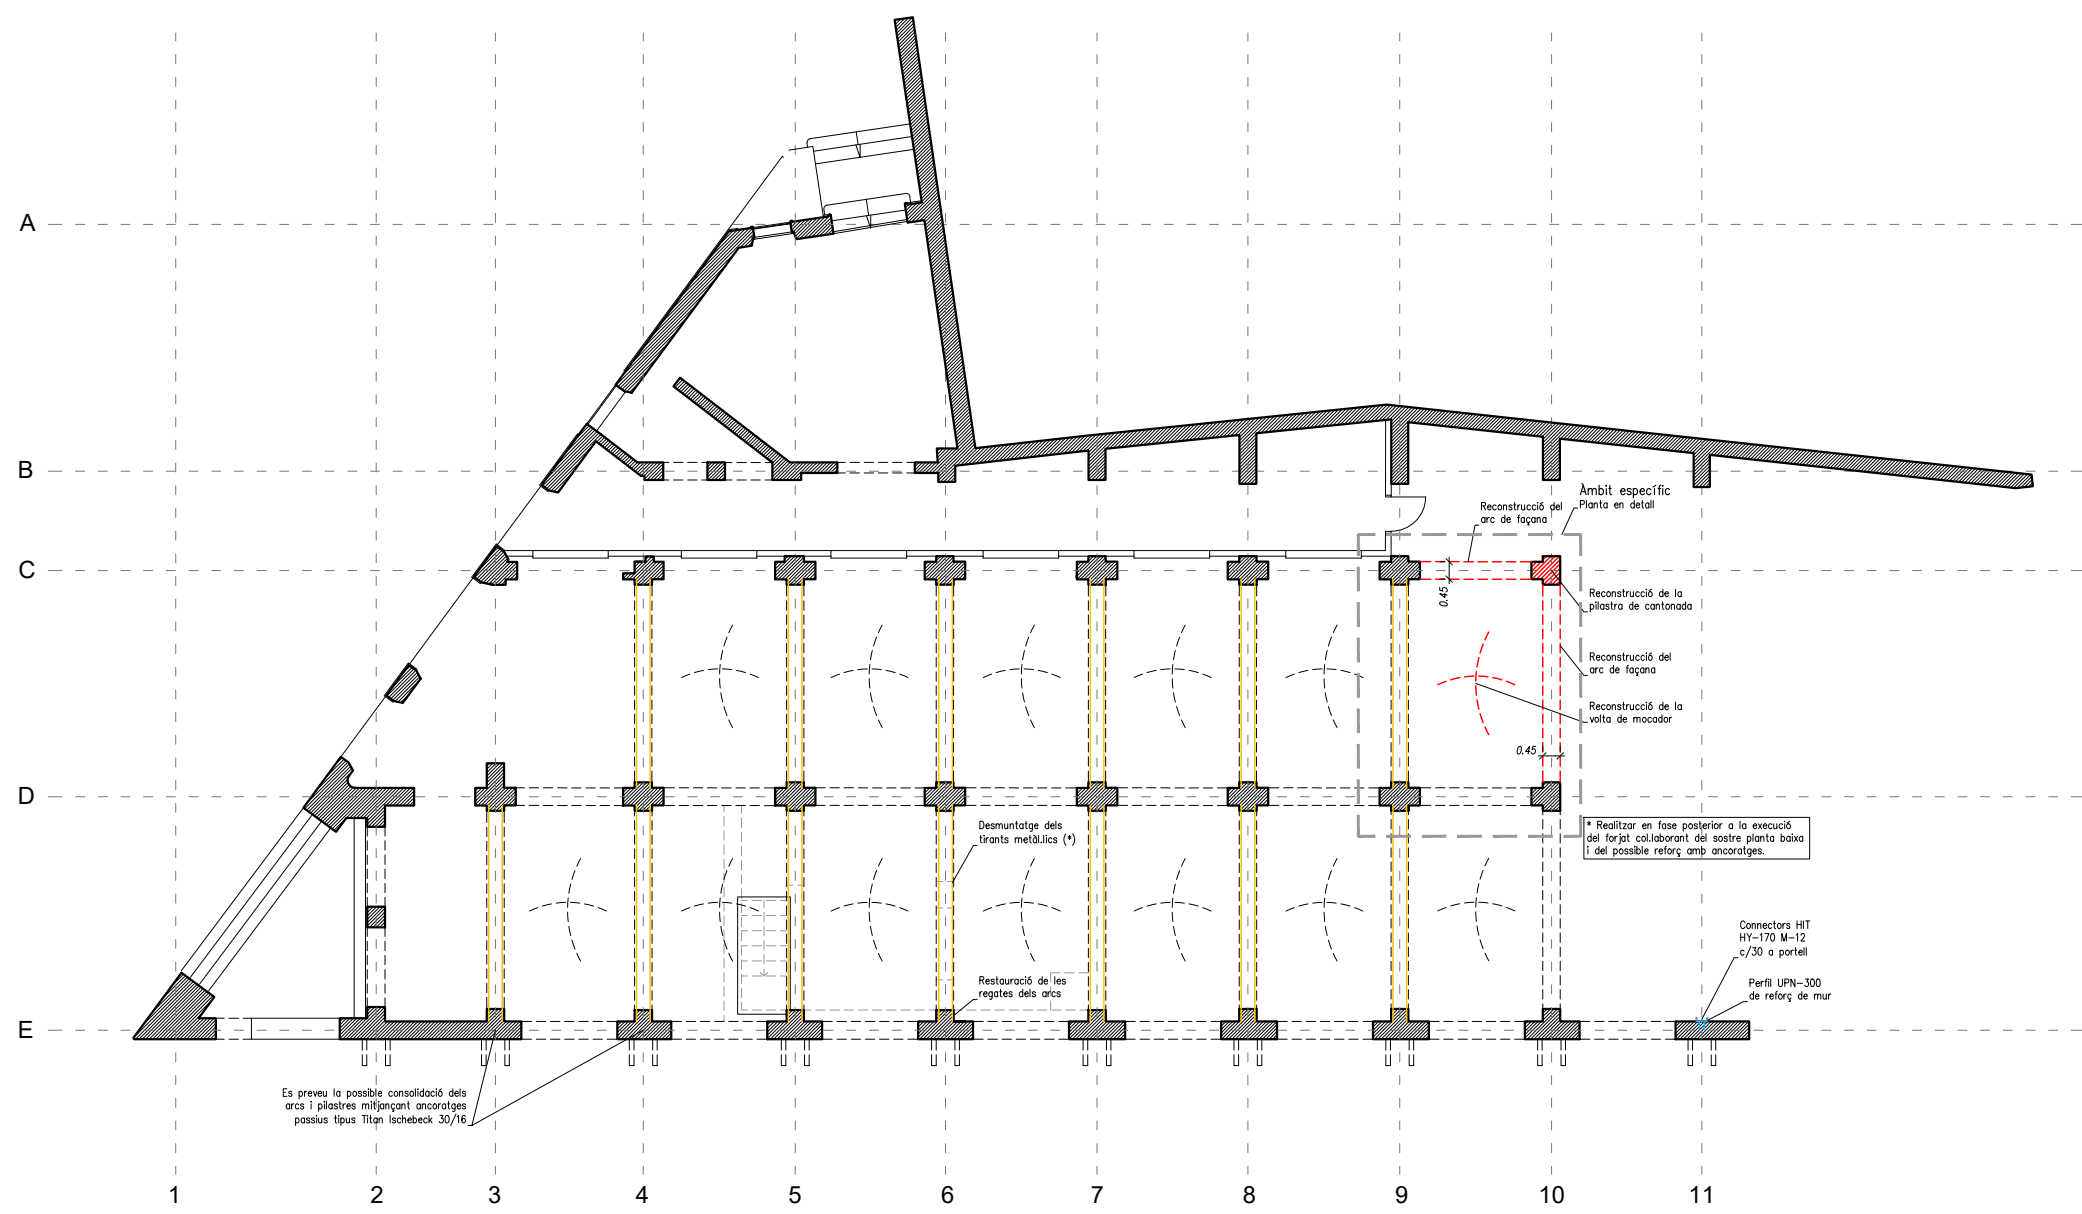 A
B
Àmbit específic
Planta en detall
Reconstrucció del
arc de façana
C
0.45
Reconstrucció de la
pilastra de cantonada
Reconstrucció del
arc de façana
Reconstrucció de la
volta de mocador
0.45
D
Desmuntatge dels
tirants metàl.lics (*)
* Realitzar en fase posterior a la execució
del forjat col.laborant del sostre planta baixa
i del possible reforç amb ancoratges.
Connectors HIT
HY-170 M-12
c/30 a portell
Restauració de les
regates dels arcs
Perfil UPN-300
de reforç de mur
E
Es preveu la possible consolidació dels
arcs i pilastres mitjançant ancoratges
passius tipus Titan Ischebeck 30/16
1 2 3 4 5 6 7 8 9 10 11